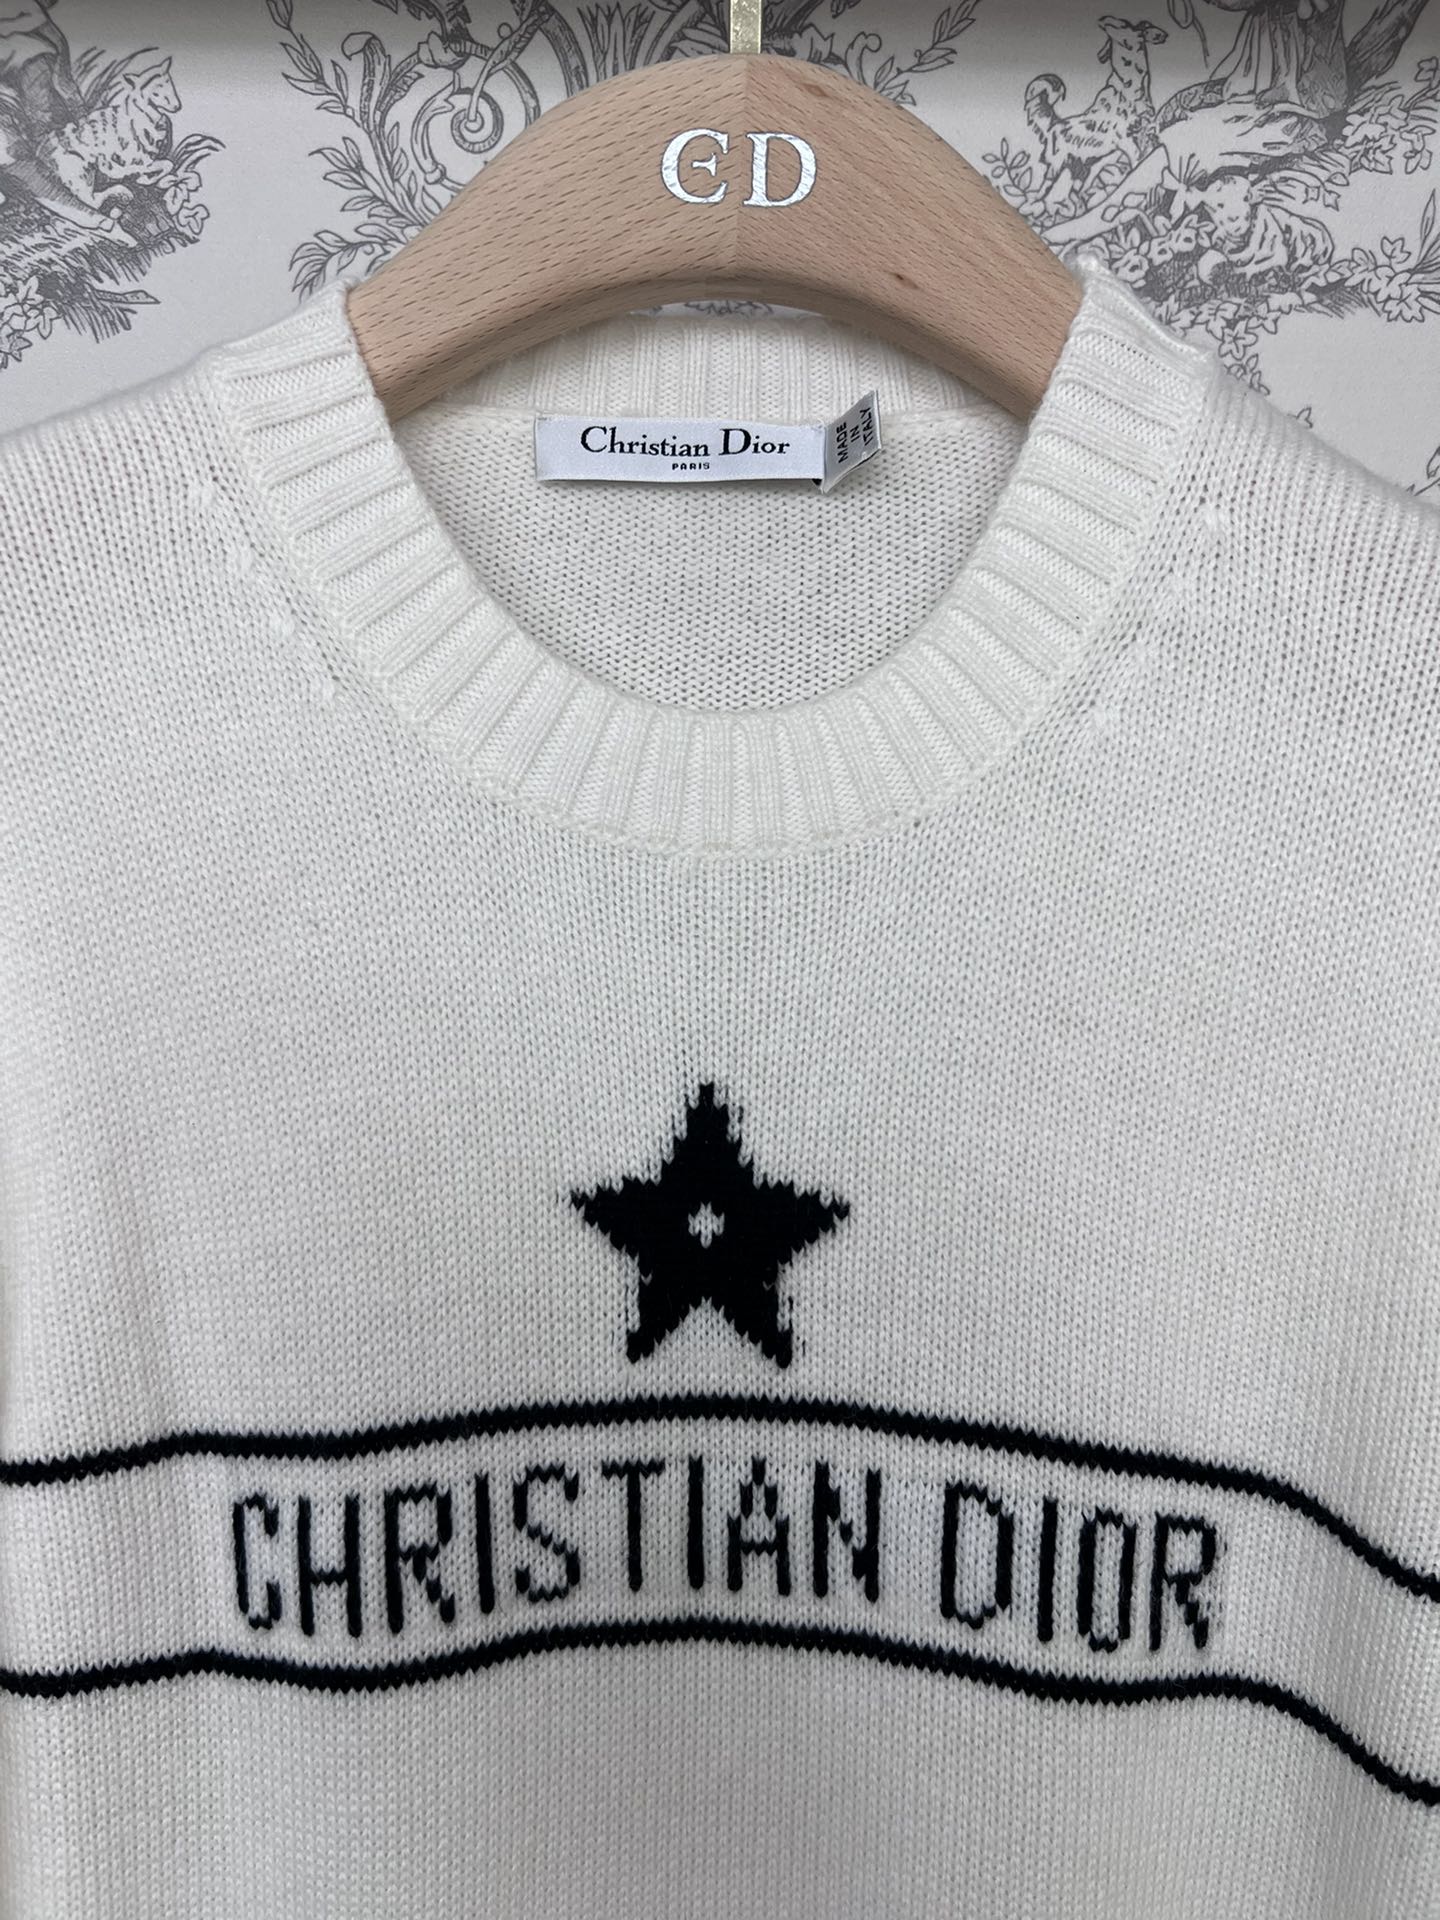 CD
Christian Dior
PARIS
MADE
IN
ITALY
CHRISTIAN DIOR